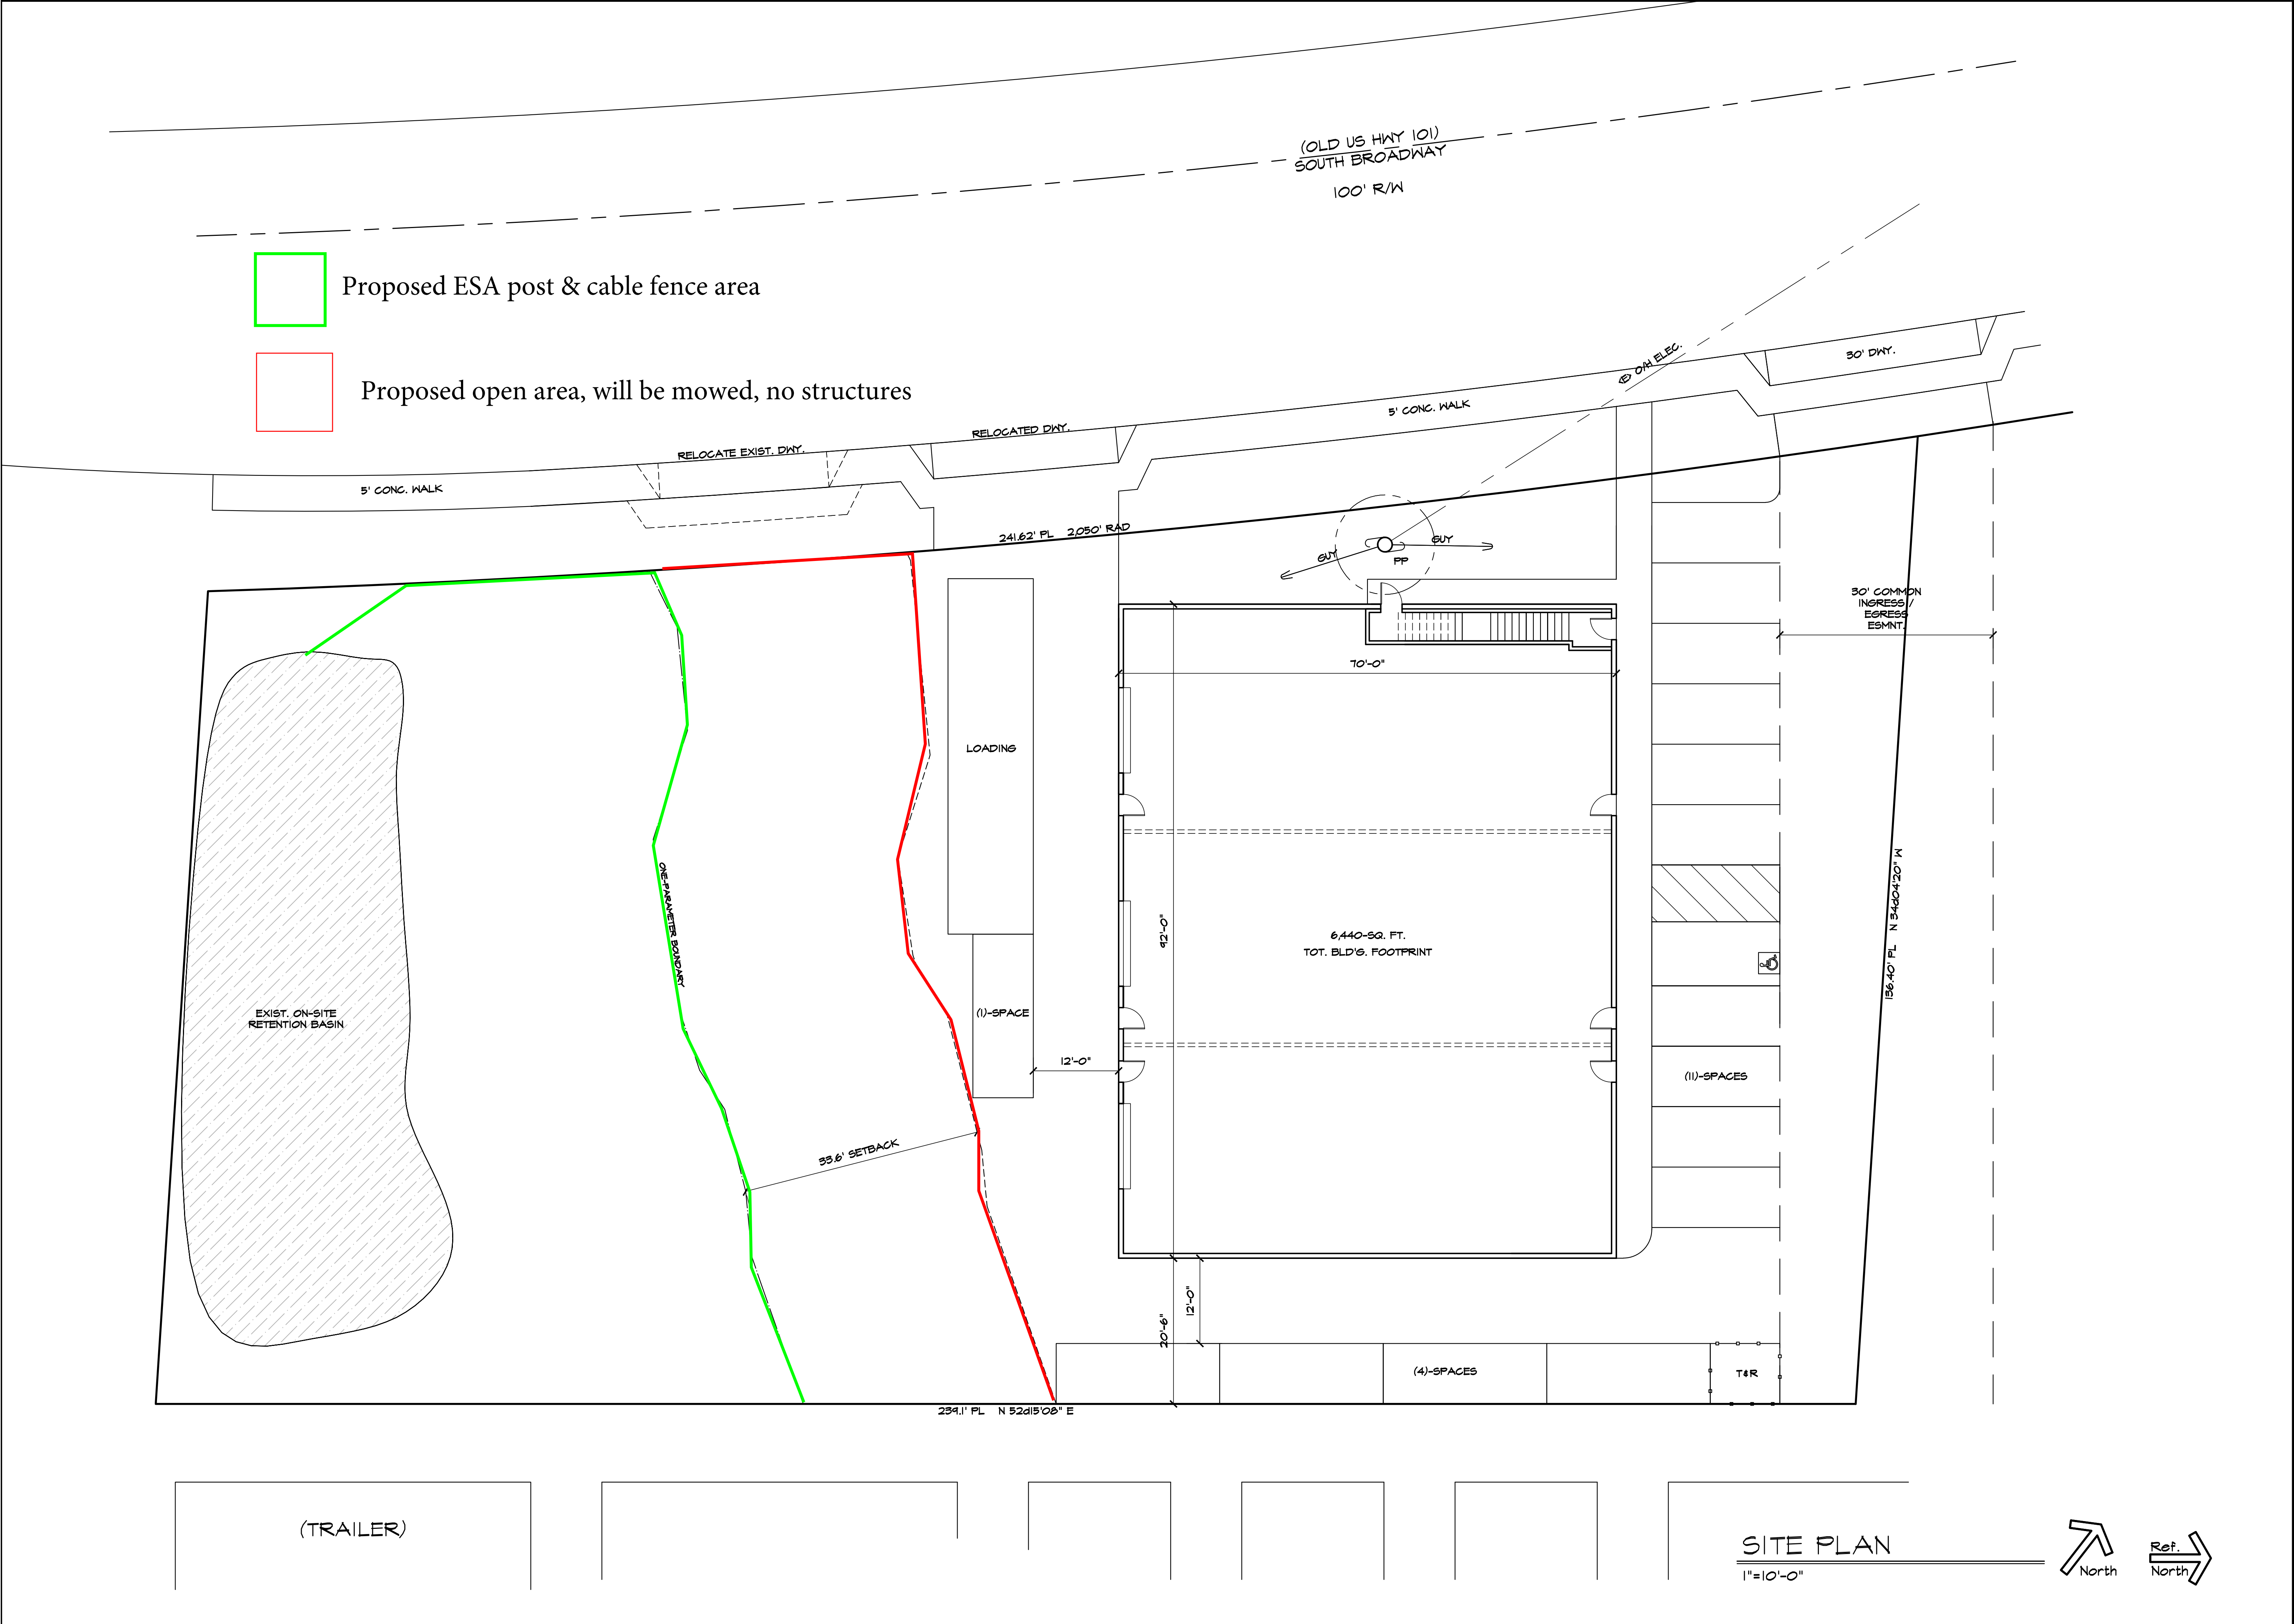 (OLD US HWY 101)
SOUTH BROADWAY
100' R/W
Proposed ESA post & cable fence area
Proposed open area, will be mowed, no structures
(E) O/H ELEC.
30' DWY.
5' CONC. WALK
RELOCATED DWY.
RELOCATE EXIST. DWY.
5' CONC. WALK
241.62' PL 2,050' RAD
GUY
GUY
PP
30' COMMON
INGRESS /
EGRESS
ESMNT.
70'-0"
LOADING
ONE-PARAMETER BOUNDARY
92'-0"
6,440-SQ. FT.
TOT. BLD'G. FOOTPRINT
136.40' PL N 34d04'20" W
EXIST. ON-SITE
RETENTION BASIN
(1)-SPACE
12'-0"
(11)-SPACES
33.6' SETBACK
20'-6"
12'-0"
(4)-SPACES
T&R
239.1' PL N 52d15'08" E
(TRAILER)
SITE PLAN
1"=10'-0"
North
Ref.
North